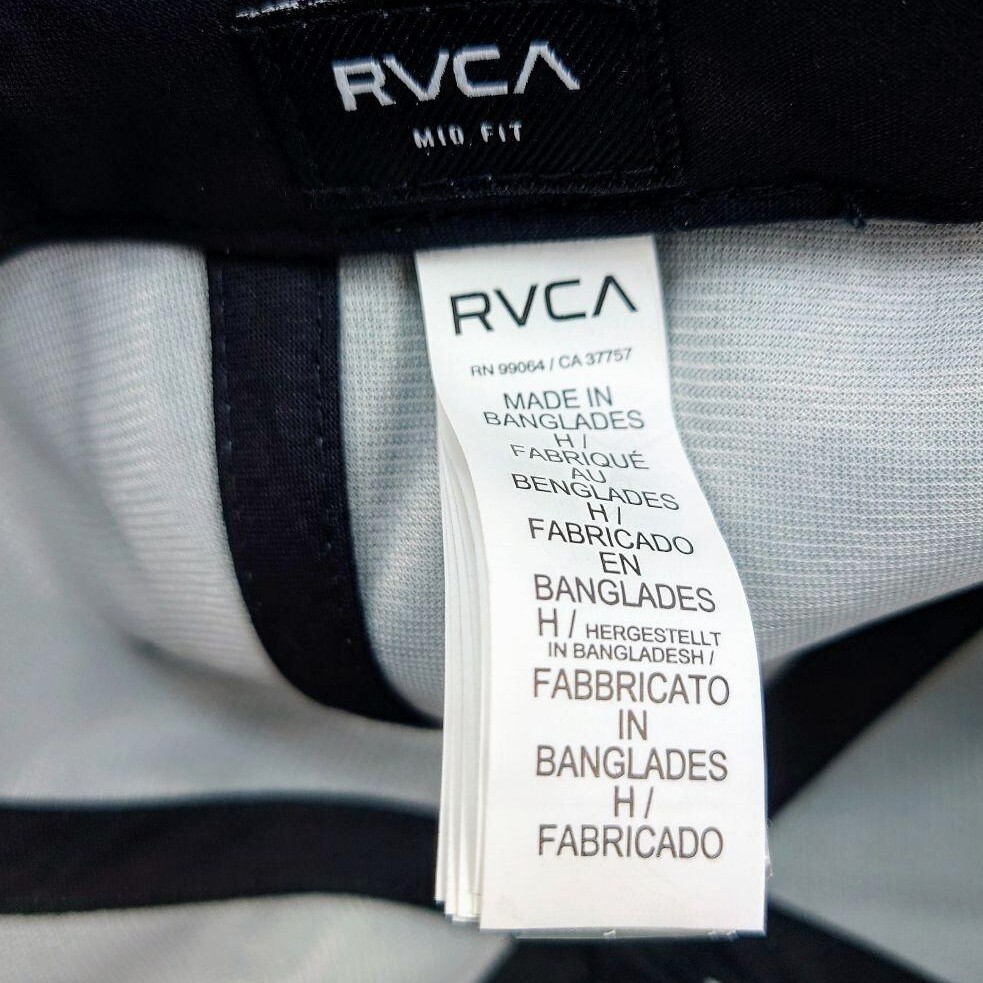 RVCA
MID FIT
RVCA
RN 99064 / CA 37757
MADE IN
BANGLADES
H /
FABRIQUÉ
AU
BENGLADES
H /
FABRICADO
EN
BANGLADES
H / HERGESTELLT
IN BANGLADESH /
FABBRICATO
IN
BANGLADES
H /
FABRICADO